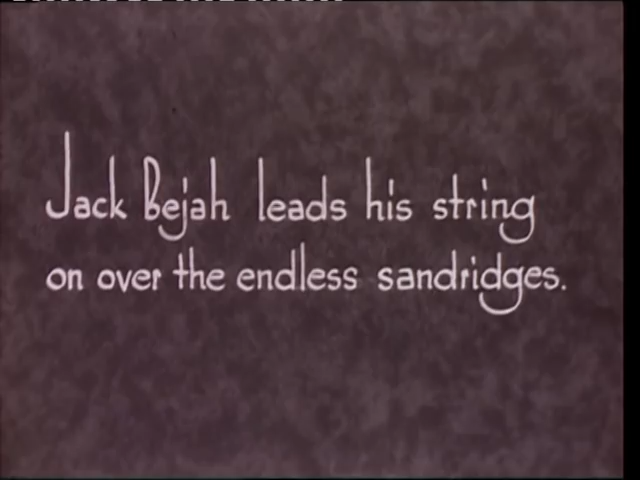 Jack Bejah leads his string
on over the endless sandridges.